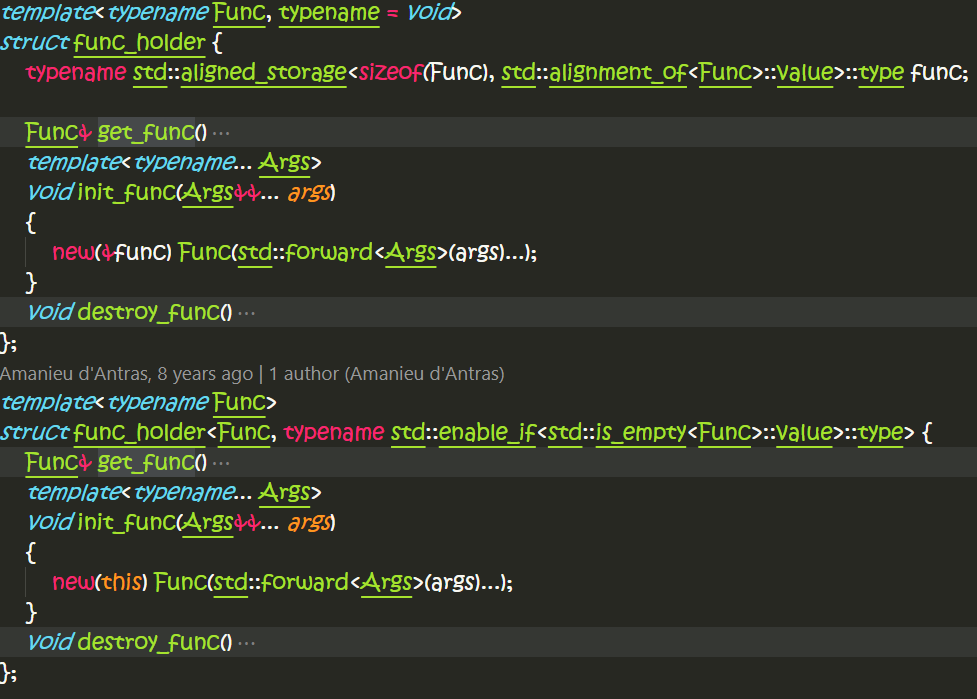 template<typename Func, typename = void>
struct func_holder {
typename std::aligned_storage<sizeof(Func), std::alignment_of<Func>::value>::type func;
Func& get_func() ···
template<typename... Args>
void init_func(Args&&... args)
{
new(&func) Func(std::forward<Args>(args)...);
}
void destroy_func() ···
};
Amanieu d'Antras, 8 years ago | 1 author (Amanieu d'Antras)
template<typename Func>
struct func_holder<Func, typename std::enable_if<std::is_empty<Func>::value>::type> {
Func& get_func() ···
template<typename... Args>
void init_func(Args&&... args)
{
new(this) Func(std::forward<Args>(args)...);
}
void destroy_func() ···
};